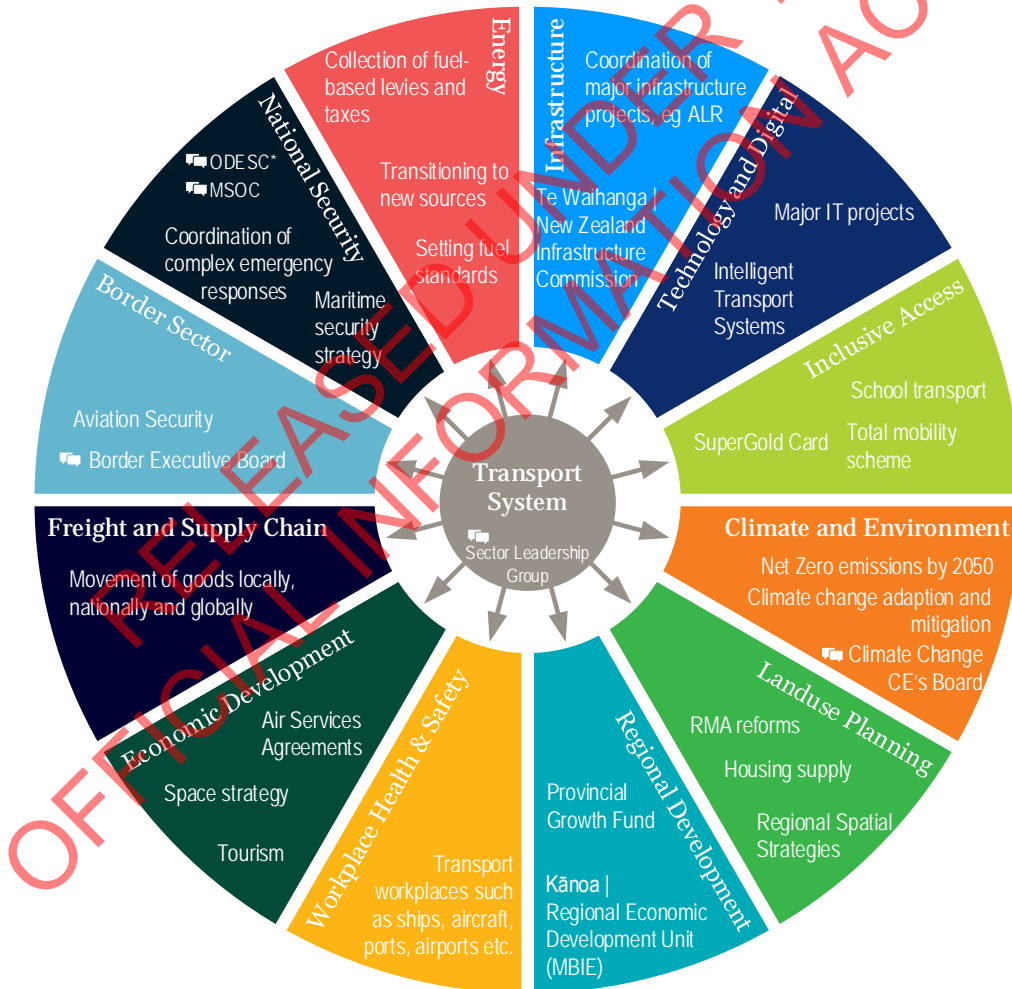 Energy
Collection of fuel-
based levies and
taxes
Transitioning to
new sources
Setting fuel
standards
Infrastructure
Coordination of
major infrastructure
projects, eg ALR
Te Waihanga |
New Zealand
Infrastructure
Commission
Technology and Digital
Major IT projects
Intelligent
Transport
Systems
Inclusive Access
School transport
SuperGold Card
Total mobility
scheme
Climate and Environment
Net Zero emissions by 2050
Climate change adaption and
mitigation
Climate Change
CE's Board
Landuse Planning
RMA reforms
Housing supply
Regional Spatial
Strategies
Regional Development
Provincial
Growth Fund
Kānoa |
Regional Economic
Development Unit
(MBIE)
Workplace Health & Safety
Transport
workplaces such
as ships, aircraft,
ports, airports etc.
Economic Development
Air Services
Agreements
Space strategy
Tourism
Freight and Supply Chain
Movement of goods locally,
nationally and globally
Border Sector
Aviation Security
Border Executive Board
National Security
ODESC*
MSOC
Coordination of
complex emergency
responses
Maritime
security
strategy
Transport
System
Sector Leadership
Group
RELEASED UNDER
OFFICIAL INFORMATION